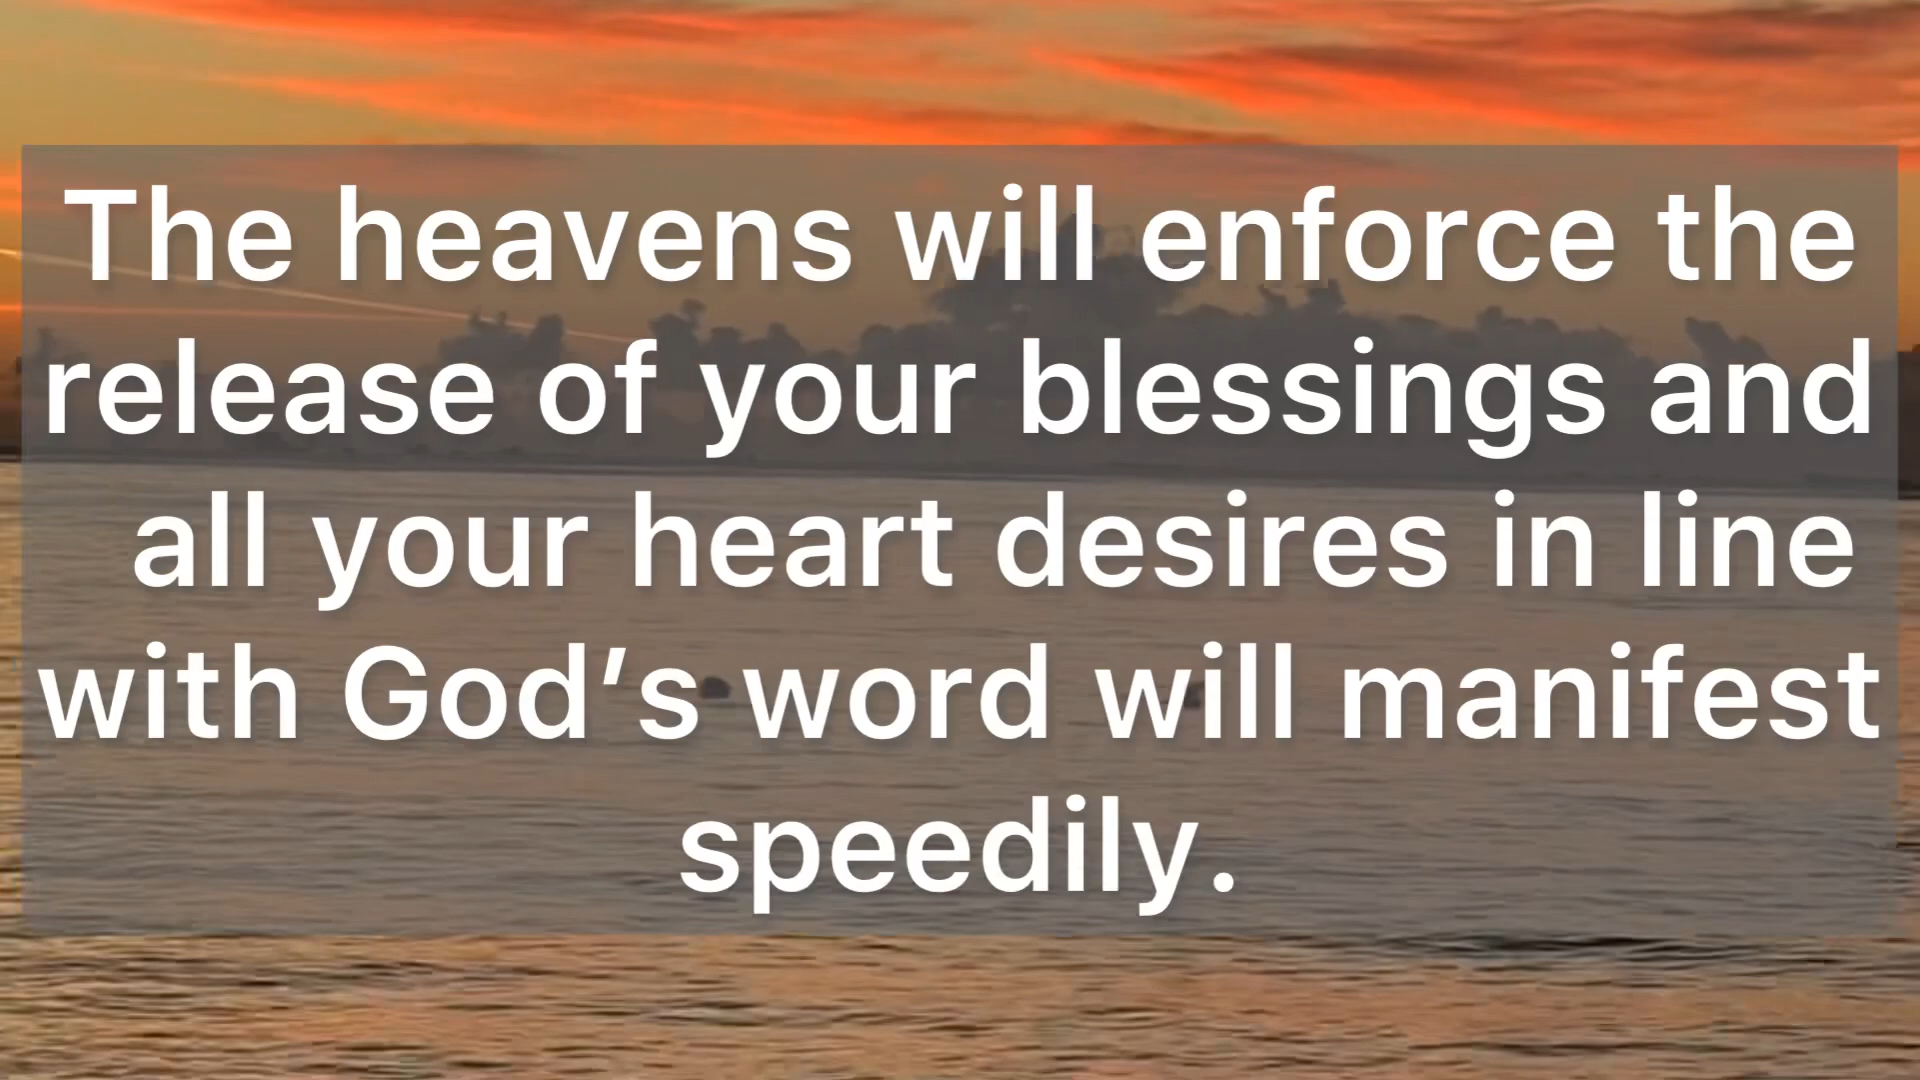 The heavens will enforce the
release of your blessings and
all your heart desires in line
with God’s word will manifest
speedily.